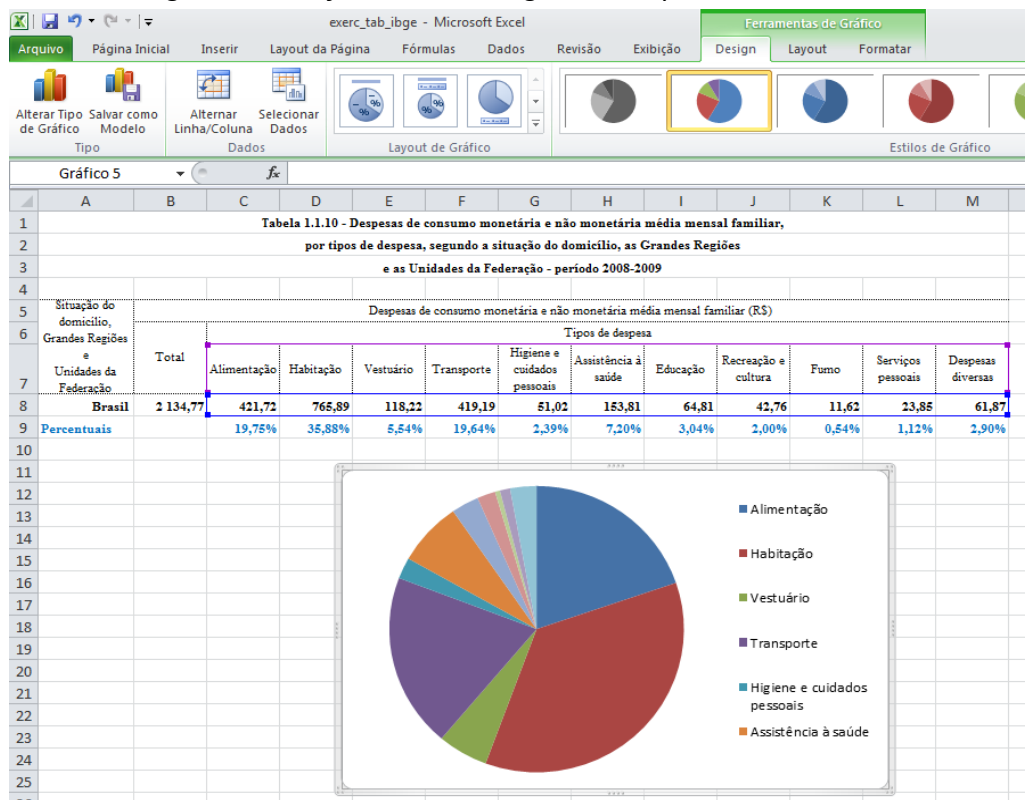 exerc_tab_ibge - Microsoft Excel
Ferramentas de Gráfico
Arquivo Página Inicial Inserir Layout da Página Fórmulas Dados Revisão Exibição Design Layout Formatar
Alterar Tipo de Gráfico
Salvar como Modelo
Alternar Linha/Coluna
Selecionar Dados
Tipo Dados Layout de Gráfico Estilos de Gráfico
Gráfico 5 fx
A B C D E F G H I J K L M
1 Tabela 1.1.10 - Despesas de consumo monetária e não monetária média mensal familiar,
2 por tipos de despesa, segundo a situação do domicílio, as Grandes Regiões
3 e as Unidades da Federação - período 2008-2009
4
5 Situação do domicílio, Grandes Regiões e Unidades da Federação Despesas de consumo monetária e não monetária média mensal familiar (R$)
6 Tipos de despesa
7 Total Alimentação Habitação Vestuário Transporte Higiene e cuidados pessoais Assistência à saúde Educação Recreação e cultura Fumo Serviços pessoais Despesas diversas
8 Brasil 2 134,77 421,72 765,89 118,22 419,19 51,02 153,81 64,81 42,76 11,62 23,85 61,87
9 Percentuais 19,75% 35,88% 5,54% 19,64% 2,39% 7,20% 3,04% 2,00% 0,54% 1,12% 2,90%
10
11
12
13
14
15
16
17
18
19
20
21
22
23
24
25
Alimentação
Habitação
Vestuário
Transporte
Higiene e cuidados
pessoais
Assistência à saúde